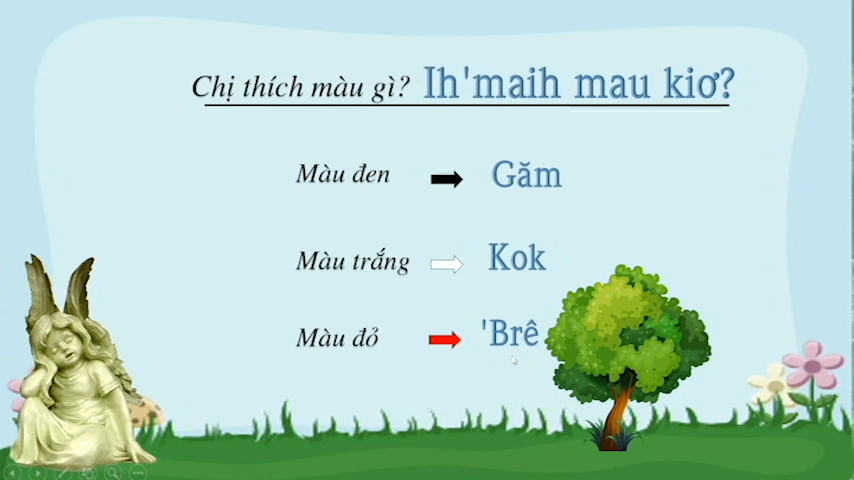 Chị thích màu gì? Ih'maih mau kiơ?
Màu đen Găm
Màu trắng Kok
Màu đỏ 'Brê